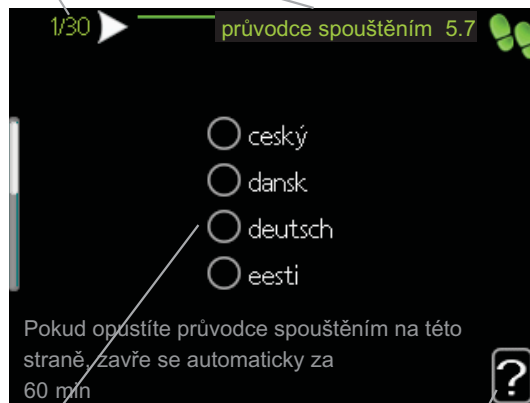 1/30
průvodce spouštěním 5.7
ceský
dansk
deutsch
eesti
Pokud opustíte průvodce spouštěním na této
straně, zavře se automaticky za
60 min
?